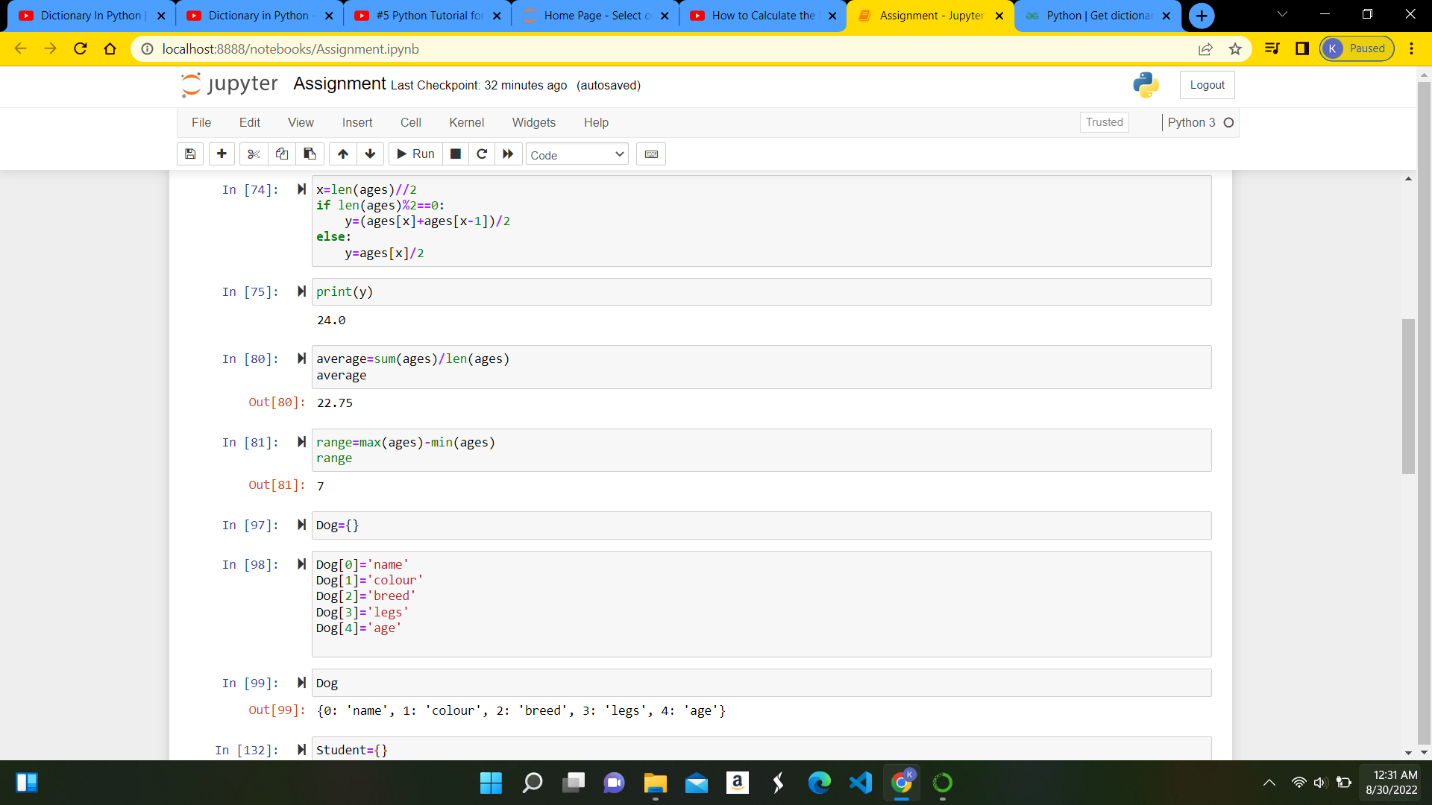 Dictionary In Python |
Dictionary in Python -
#5 Python Tutorial for
Home Page - Select o
How to Calculate the
Assignment - Jupyter
Python | Get dictiona
localhost:8888/notebooks/Assignment.ipynb
K Paused
jupyter Assignment Last Checkpoint: 32 minutes ago (autosaved)
Logout
File Edit View Insert Cell Kernel Widgets Help
Trusted Python 3
Run Code
In [74]: x=len(ages)//2
if len(ages)%2==0:
    y=(ages[x]+ages[x-1])/2
else:
    y=ages[x]/2
In [75]: print(y)
24.0
In [80]: average=sum(ages)/len(ages)
average
Out[80]: 22.75
In [81]: range=max(ages)-min(ages)
range
Out[81]: 7
In [97]: Dog={}
In [98]: Dog[0]='name'
Dog[1]='colour'
Dog[2]='breed'
Dog[3]='legs'
Dog[4]='age'
In [99]: Dog
Out[99]: {0: 'name', 1: 'colour', 2: 'breed', 3: 'legs', 4: 'age'}
In [132]: Student={}
12:31 AM
8/30/2022